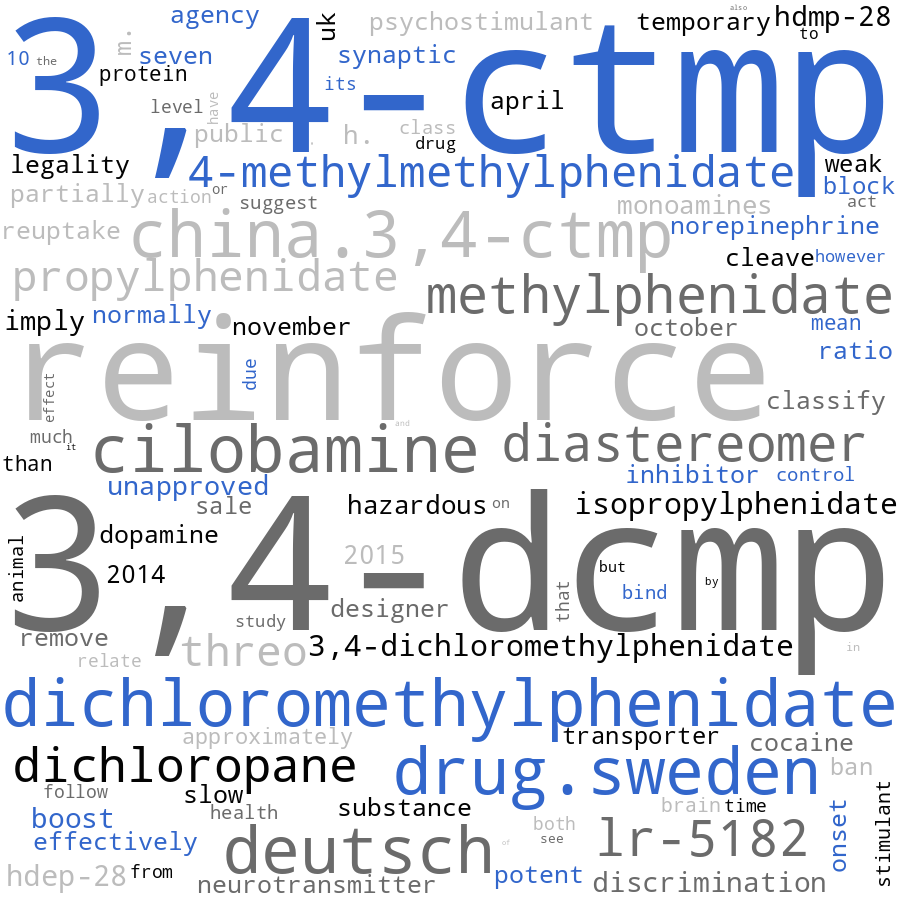 agency
uk
psychostimulant
also
temporary
hdmp-28
3,4-ctmp
m.
10
the
seven
synaptic
to
protein
its
level
have
april
public
h.
class
drug
legality
4-methylmethylphenidate
weak
partially
action
or
suggest
monoamines
block
act
reuptake
china.3,4-ctmp
norepinephrine
propylphenidate
cleave
however
methylphenidate
imply
normally
november
october
mean
reinforce
ratio
effect
due
classify
much
it
and
than
cilobamine
diastereomer
unapproved
inhibitor
control
sale
hazardous
on
isopropylphenidate
3,4-dcmp
animal
dopamine
2015
2014
but
by
bind
that
designer
study
remove
relate
threo
3,4-dichloromethylphenidate
in
dichloromethylphenidate
approximately
transporter
cocaine
dichloropane
drug.sweden
ban
follow
slow
substance
brain
time
stimulant
boost
health
both
see
lr-5182
onset
effectively
deutsch
of
hdep-28
from
neurotransmitter
potent
discrimination